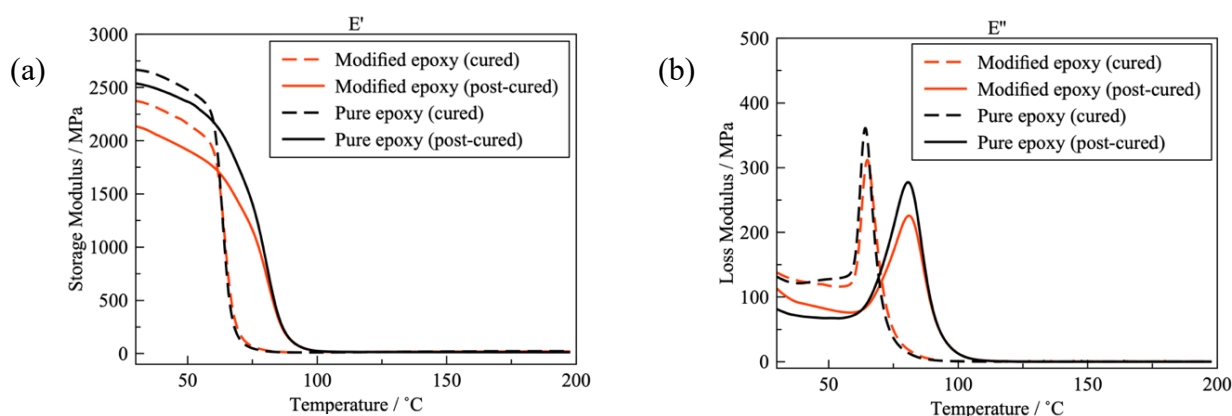 (a)
E'
3000
2500
2000
1500
1000
500
0
Storage Modulus / MPa
Modified epoxy (cured)
Modified epoxy (post-cured)
Pure epoxy (cured)
Pure epoxy (post-cured)
50
100
150
200
Temperature / ˚C
(b)
E"
500
400
300
200
100
0
Loss Modulus / MPa
Modified epoxy (cured)
Modified epoxy (post-cured)
Pure epoxy (cured)
Pure epoxy (post-cured)
50
100
150
200
Temperature / ˚C